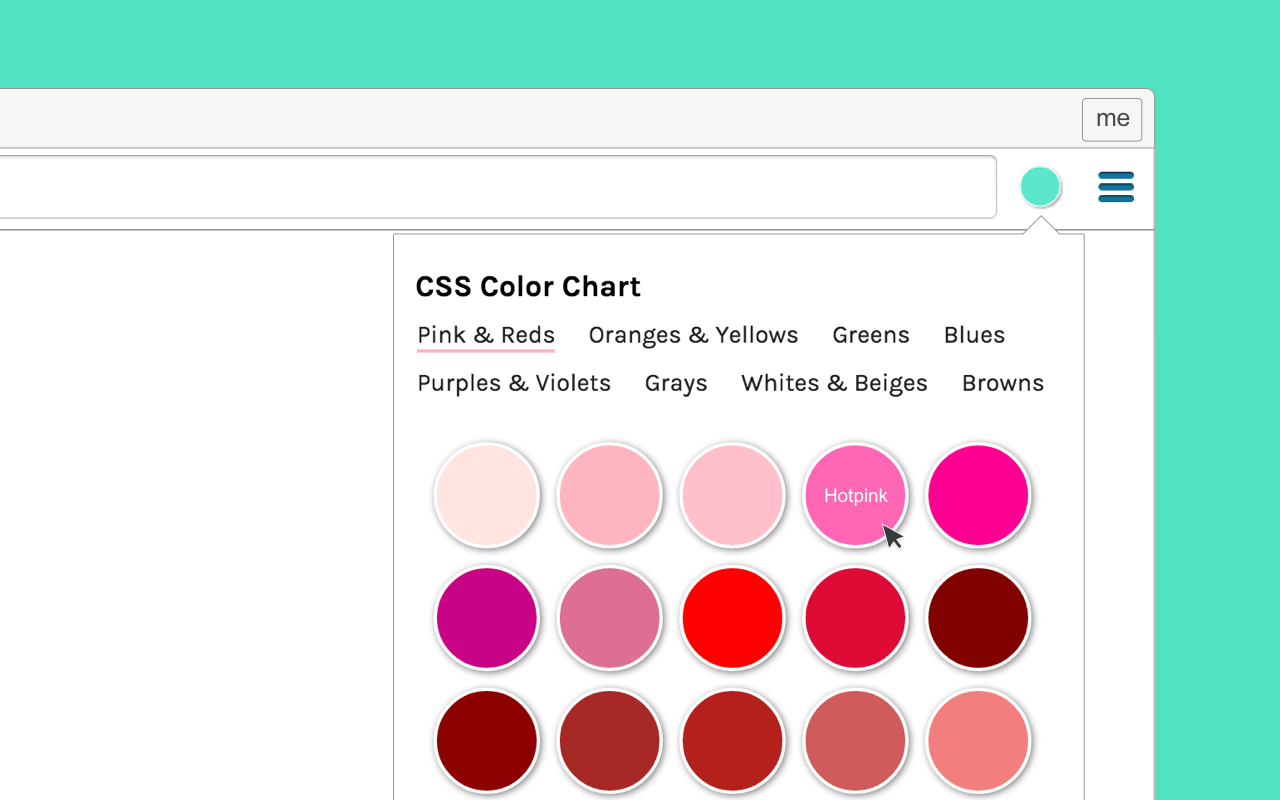 me
CSS Color Chart
Pink & Reds Oranges & Yellows Greens Blues
Purples & Violets Grays Whites & Beiges Browns
Hotpink